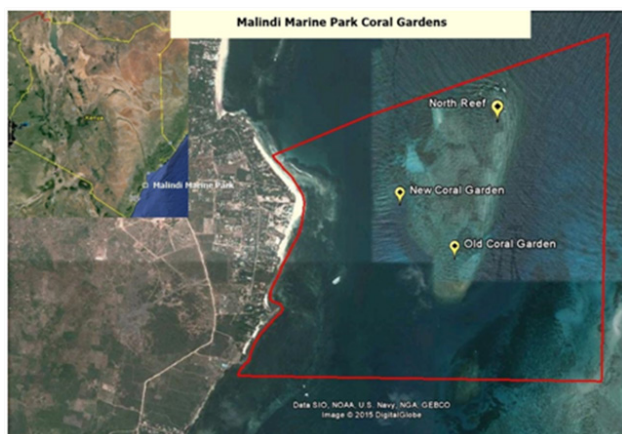 Malindi Marine Park Coral Gardens
North Reef
Malindi Marine Park
New Coral Garden
Old Coral Garden
Data SIO, NOAA, U.S. Navy, NGA, GEBCO
Image © 2015 DigitalGlobe